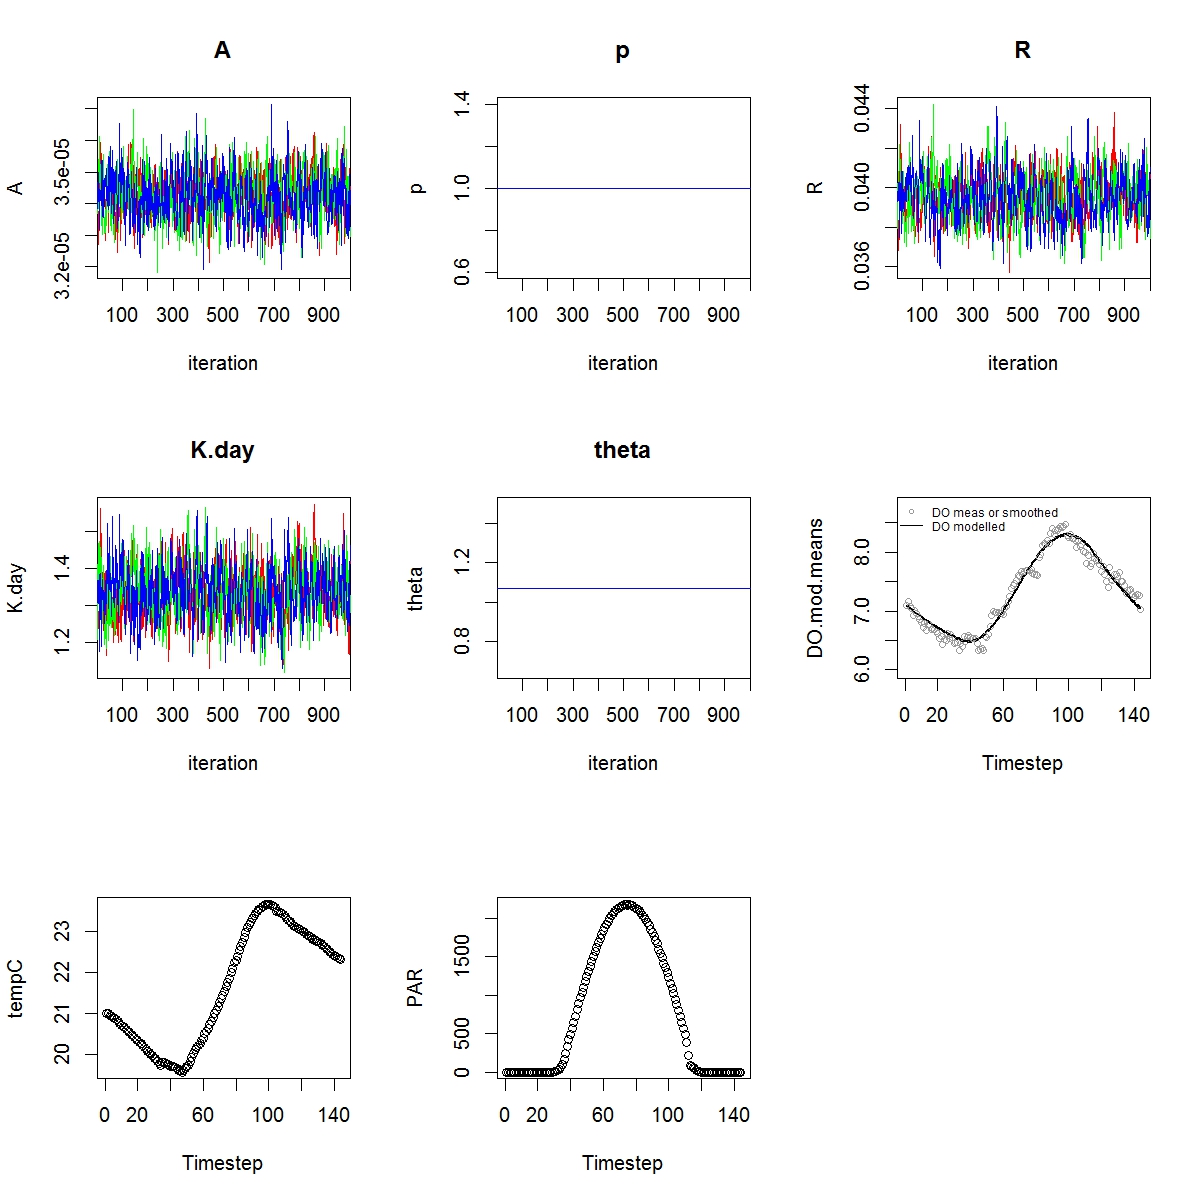 A
A
3.2e-05 3.5e-05
100 300 500 700 900
iteration
p
p
0.6 1.0 1.4
100 300 500 700 900
iteration
R
R
0.036 0.040 0.044
100 300 500 700 900
iteration
K.day
K.day
1.2 1.4
100 300 500 700 900
iteration
theta
theta
0.8 1.2
100 300 500 700 900
iteration
DO.mod.means
6.0 7.0 8.0
DO meas or smoothed
DO modelled
0 20 60 100 140
Timestep
tempC
20 21 22 23
0 20 60 100 140
Timestep
PAR
0 500 1500
0 20 60 100 140
Timestep